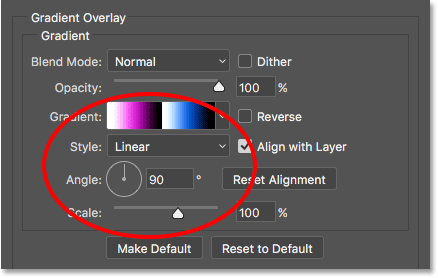 Gradient Overlay
Gradient
Blend Mode: Normal Dither
Opacity: 100 %
Gradient: Reverse
Style: Linear Align with Layer
Angle: 90 ° Reset Alignment
Scale: 100 %
Make Default Reset to Default